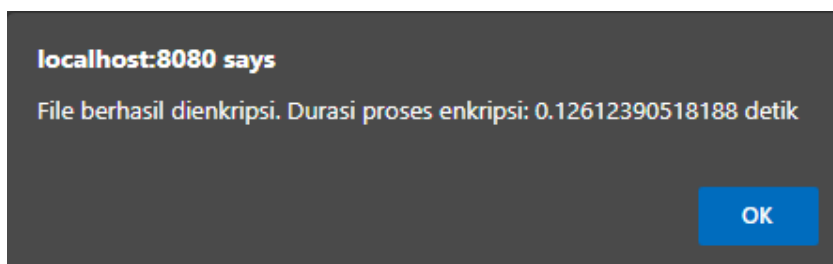 localhost:8080 says
File berhasil dienkripsi. Durasi proses enkripsi: 0.12612390518188 detik
OK